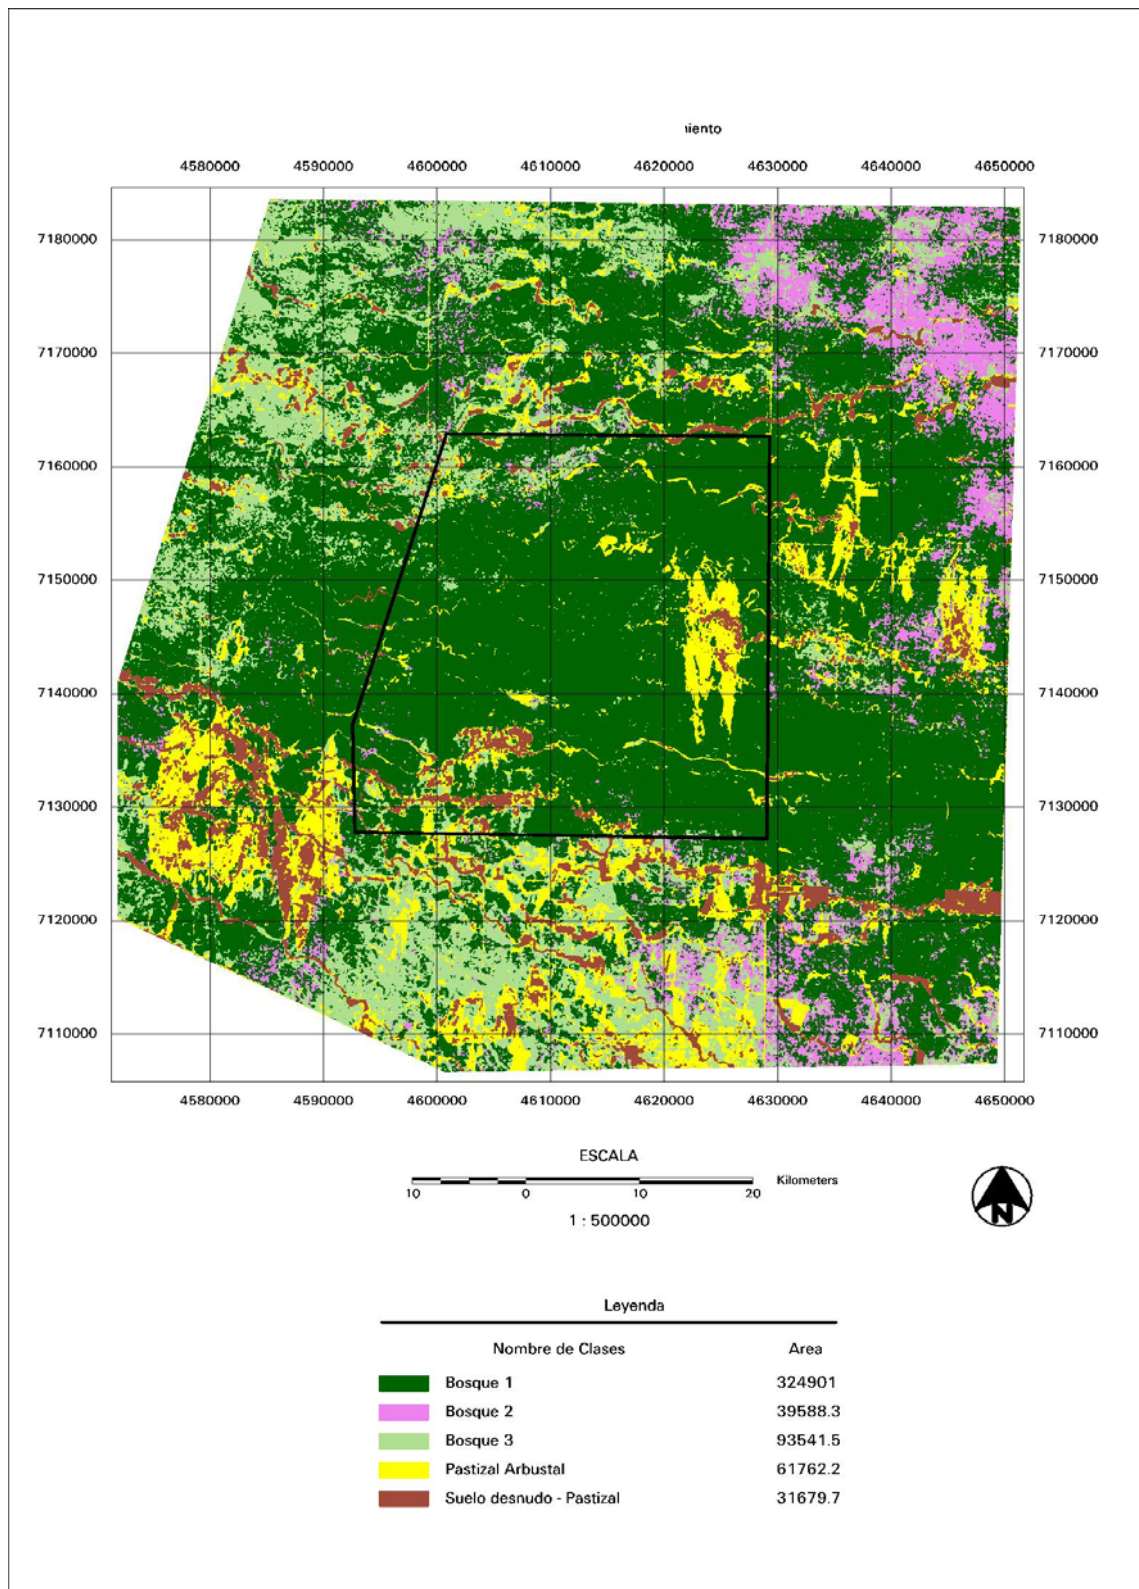 4580000 4590000 4600000 4610000 4620000 4630000 4640000 4650000
7180000 7180000
7170000 7170000
7160000 7160000
7150000 7150000
7140000 7140000
7130000 7130000
7120000 7120000
7110000 7110000
4580000 4590000 4600000 4610000 4620000 4630000 4640000 4650000
ESCALA
10 0 10 20 Kilometers
1 : 500000
N
Leyenda
Nombre de Clases Area
Bosque 1 324901
Bosque 2 39588.3
Bosque 3 93541.5
Pastizal Arbustal 61762.2
Suelo desnudo - Pastizal 31679.7